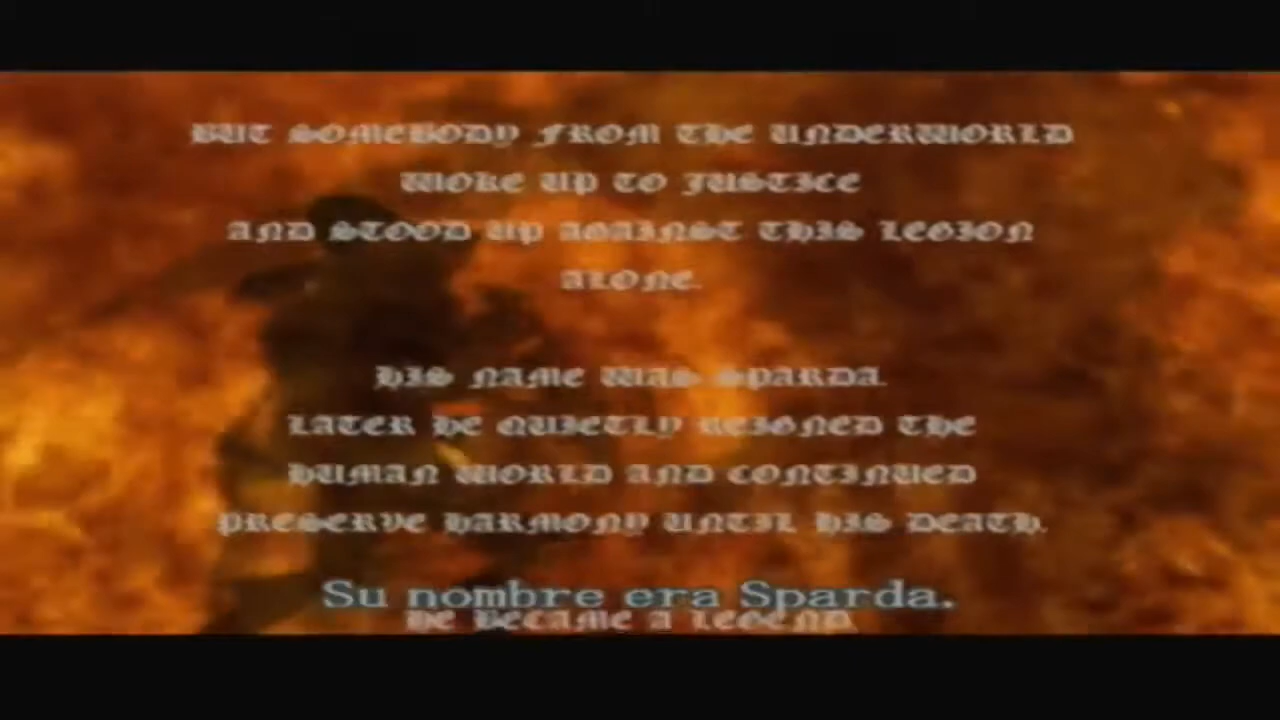 BUT SOMEBODY FROM THE UNDERWORLD
WOKE UP TO JUSTICE
AND STOOD UP AGAINST THIS LEGION
ALONE.
HIS NAME WAS SPARDA.
LATER HE QUIETLY REIGNED THE
HUMAN WORLD AND CONTINUED
PRESERVE HARMONY UNTIL HIS DEATH.
Su nombre era Sparda.
HE BECAME A LEGEND